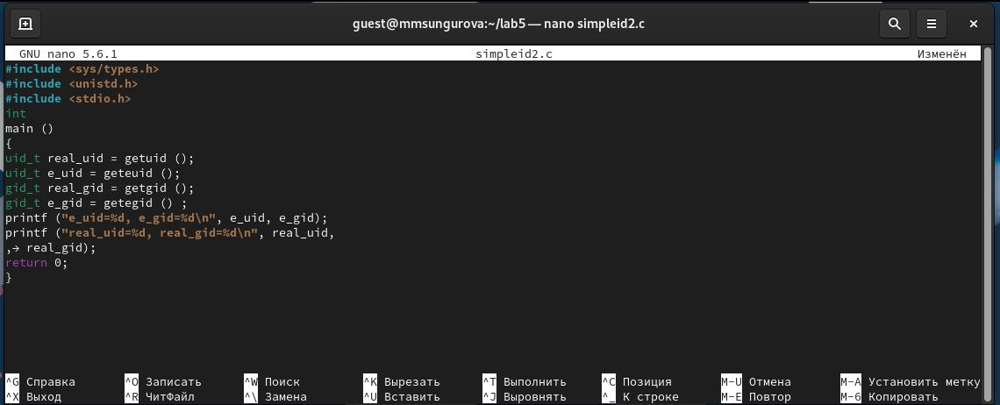 guest@mmsungurova:~/lab5 — nano simpleid2.c
GNU nano 5.6.1 simpleid2.c Изменён
#include <sys/types.h>
#include <unistd.h>
#include <stdio.h>
int
main ()
{
uid_t real_uid = getuid ();
uid_t e_uid = geteuid ();
gid_t real_gid = getgid ();
gid_t e_gid = getegid () ;
printf ("e_uid=%d, e_gid=%d\n", e_uid, e_gid);
printf ("real_uid=%d, real_gid=%d\n", real_uid,
,→ real_gid);
return 0;
}
^G Справка ^O Записать ^W Поиск ^K Вырезать ^T Выполнить ^C Позиция M-U Отмена M-A Установить метку
^X Выход ^R ЧитФайл ^\ Замена ^U Вставить ^J Выровнять ^_ К строке M-E Повтор M-6 Копировать